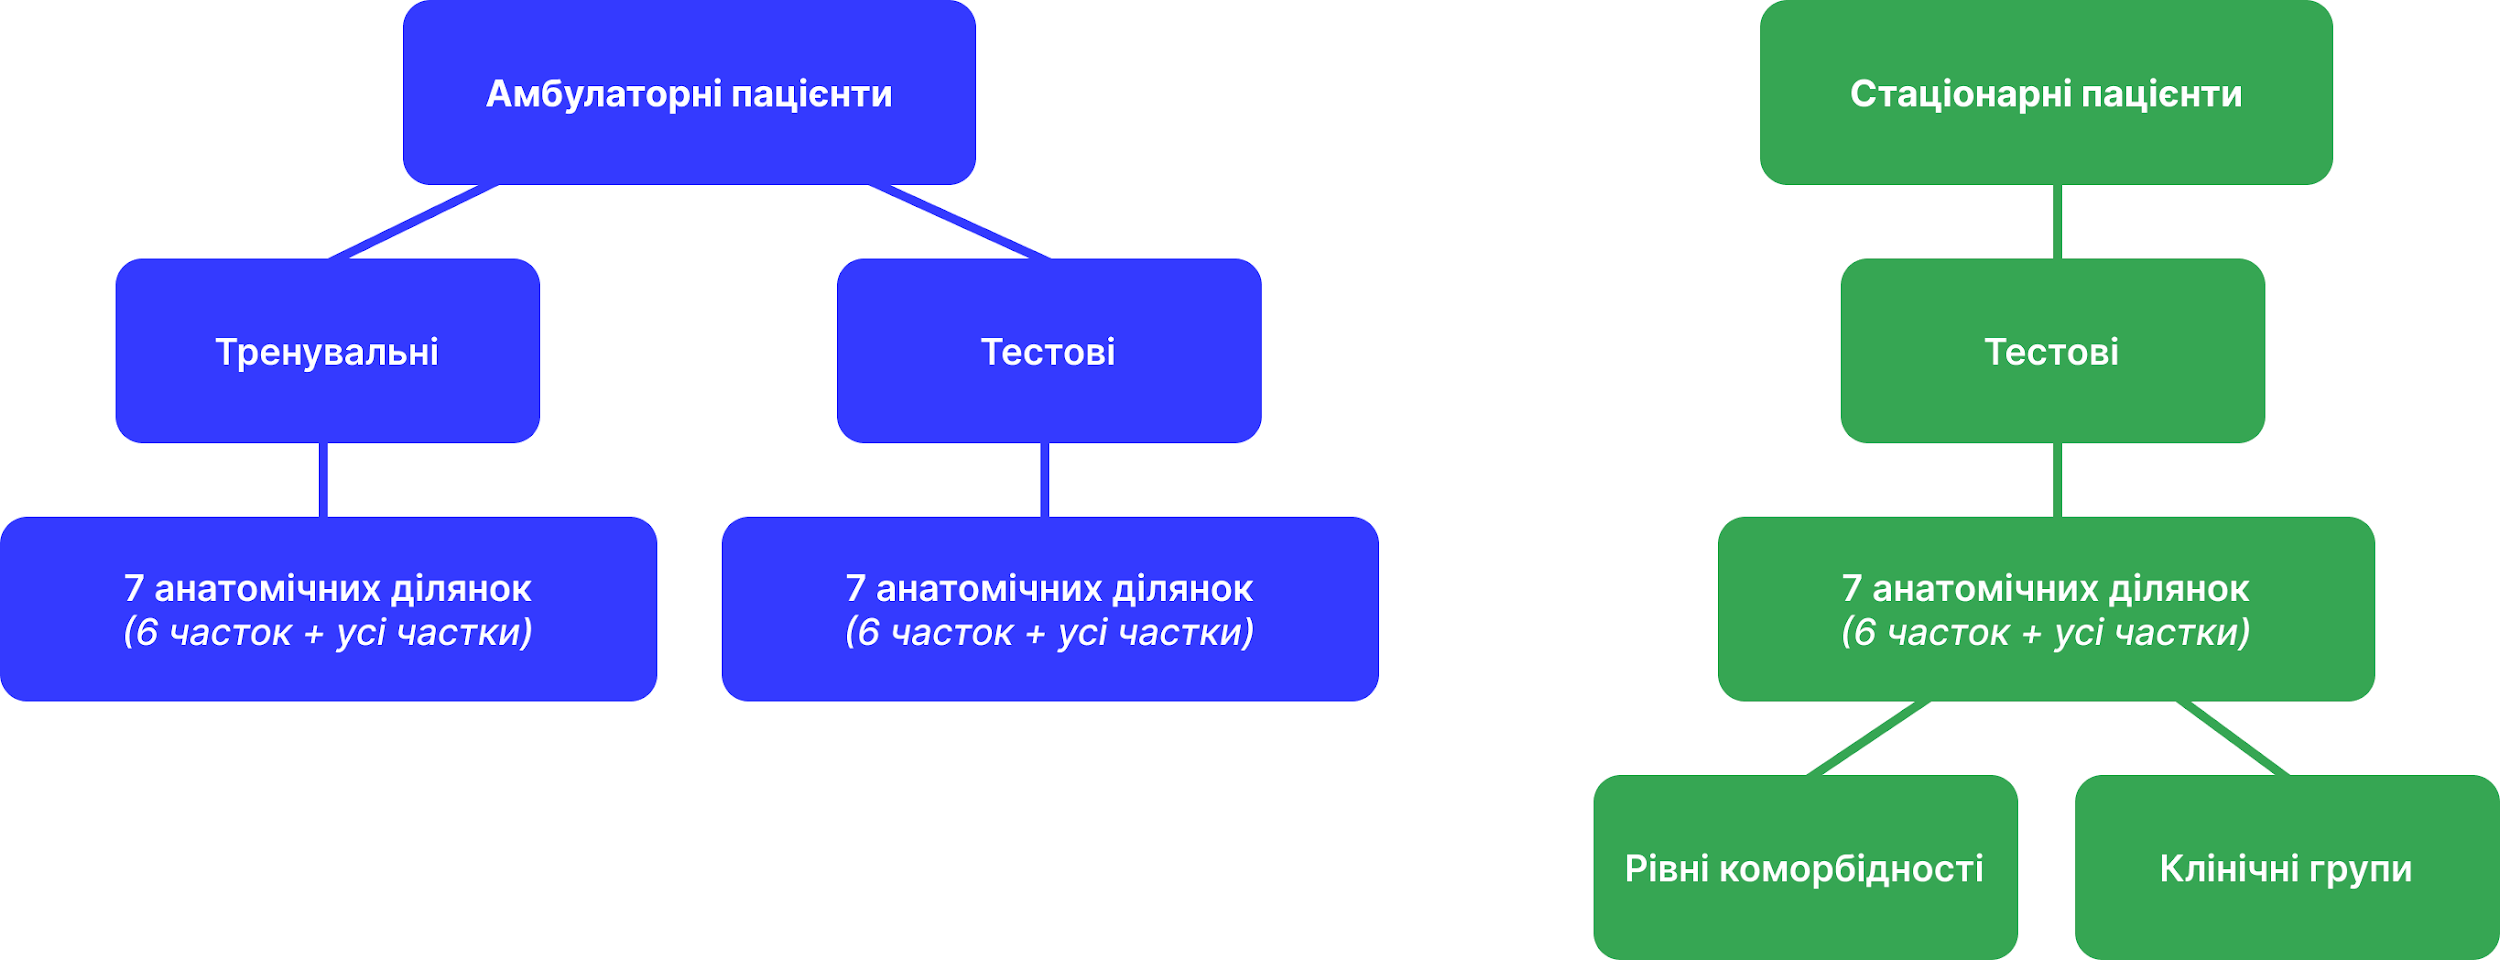 Амбулаторні пацієнти
Стаціонарні пацієнти
Тренувальні
Тестові
Тестові
7 анатомічних ділянок
(6 часток + усі частки)
7 анатомічних ділянок
(6 часток + усі частки)
7 анатомічних ділянок
(6 часток + усі частки)
Рівні коморбідності
Клінічні групи